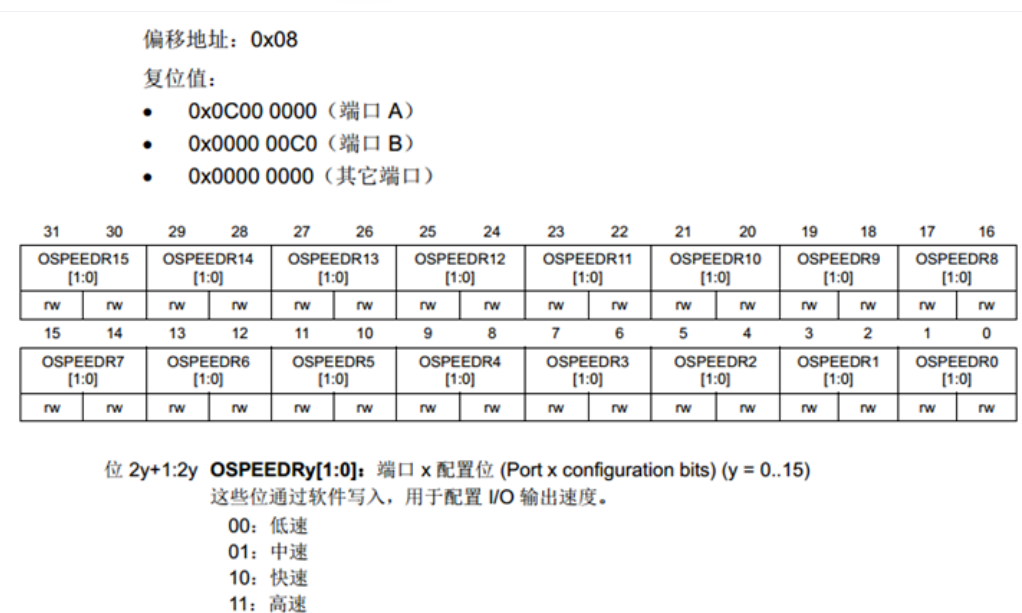 偏移地址：0x08
复位值：
• 0x0C00 0000（端口 A）
• 0x0000 00C0（端口 B）
• 0x0000 0000（其它端口）
31 30 29 28 27 26 25 24 23 22 21 20 19 18 17 16
OSPEEDR15 OSPEEDR14 OSPEEDR13 OSPEEDR12 OSPEEDR11 OSPEEDR10 OSPEEDR9 OSPEEDR8
[1:0] [1:0] [1:0] [1:0] [1:0] [1:0] [1:0] [1:0]
rw rw rw rw rw rw rw rw rw rw rw rw rw rw rw rw
15 14 13 12 11 10 9 8 7 6 5 4 3 2 1 0
OSPEEDR7 OSPEEDR6 OSPEEDR5 OSPEEDR4 OSPEEDR3 OSPEEDR2 OSPEEDR1 OSPEEDR0
[1:0] [1:0] [1:0] [1:0] [1:0] [1:0] [1:0] [1:0]
rw rw rw rw rw rw rw rw rw rw rw rw rw rw rw rw
位 2y+1:2y OSPEEDRy[1:0]：端口 x 配置位 (Port x configuration bits) (y = 0..15)
这些位通过软件写入，用于配置 I/O 输出速度。
00：低速
01：中速
10：快速
11：高速